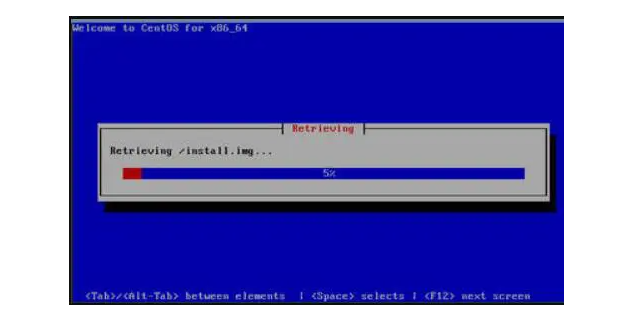 Welcome to CentOS for x86_64
Retrieving
Retrieving /install.img...
5%
<Tab>/<Alt-Tab> between elements | <Space> selects | <F12> next screen